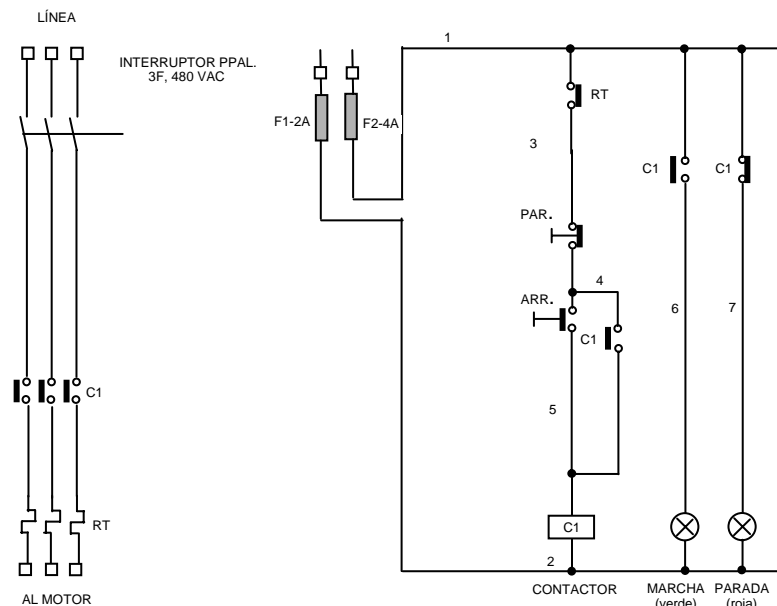 LÍNEA
INTERRUPTOR PPAL.
3F, 480 VAC
F1-2A
F2-4A
1
RT
3
C1
C1
PAR.
4
ARR.
C1
6
7
C1
5
RT
C1
2
AL MOTOR
CONTACTOR
MARCHA
(verde)
PARADA
(roja)